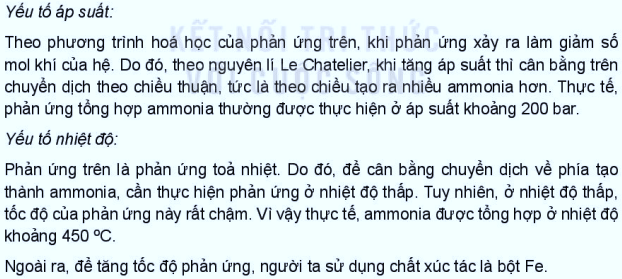 Yếu tố áp suất:
KẾT NỐI TRI THỨC
Theo phương trình hoá học của phản ứng trên, khi phản ứng xảy ra làm giảm số
mol khí của hệ. Do đó, theo nguyên lí Le Chatelier, khi tăng áp suất thì cân bằng trên
VỚI CUỘC SỐNG
chuyển dịch theo chiều thuận, tức là theo chiều tạo ra nhiều ammonia hơn. Thực tế,
phản ứng tổng hợp ammonia thường được thực hiện ở áp suất khoảng 200 bar.
Yếu tố nhiệt độ:
Phản ứng trên là phản ứng toả nhiệt. Do đó, để cân bằng chuyển dịch về phía tạo
thành ammonia, cần thực hiện phản ứng ở nhiệt độ thấp. Tuy nhiên, ở nhiệt độ thấp,
tốc độ của phản ứng này rất chậm. Vì vậy thực tế, ammonia được tổng hợp ở nhiệt độ
khoảng 450 ºC.
Ngoài ra, để tăng tốc độ phản ứng, người ta sử dụng chất xúc tác là bột Fe.